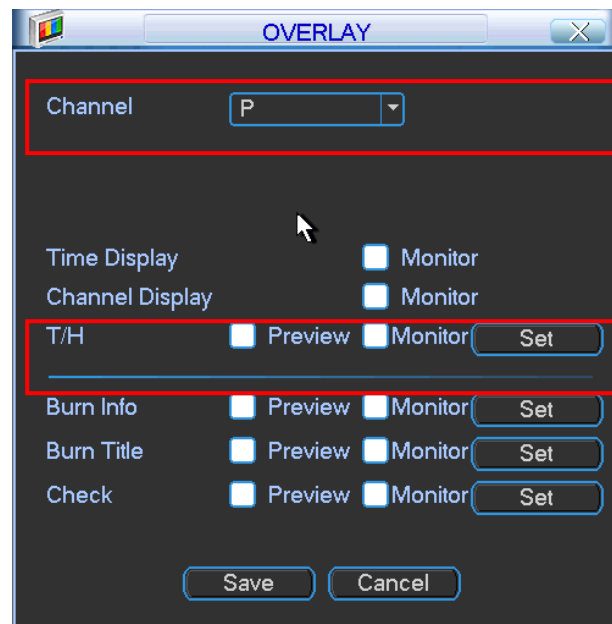 OVERLAY
Channel P
Time Display Monitor
Channel Display Monitor
T/H Preview Monitor Set
Burn Info Preview Monitor Set
Burn Title Preview Monitor Set
Check Preview Monitor Set
Save Cancel